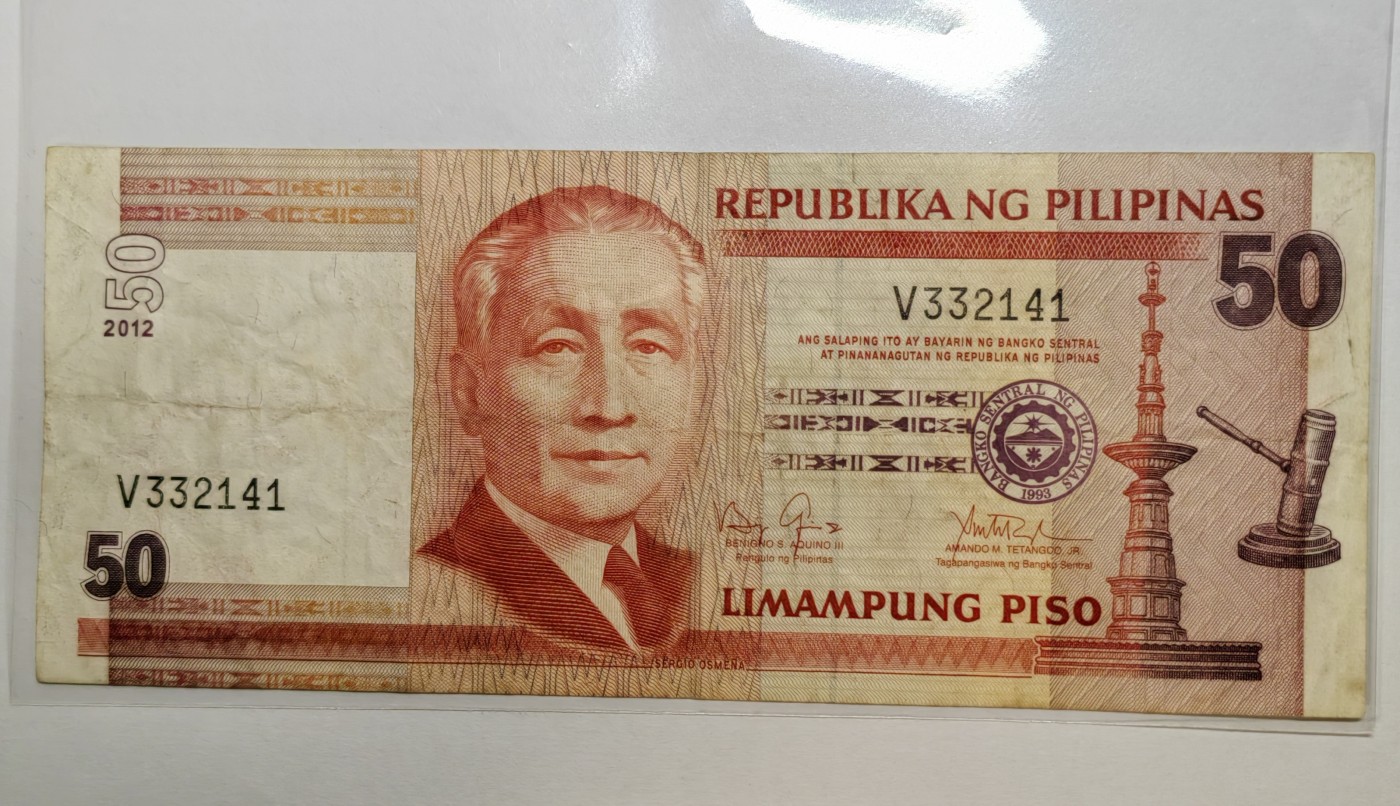 REPUBLIKA NG PILIPINAS
50
50
2012
V332141
ANG SALAPING ITO AY BAYARIN NG BANGKO SENTRAL
AT PINANANAGUTAN NG REPUBLIKA NG PILIPINAS
BANGKO SENTRAL NG PILIPINAS
1993
V332141
50
BENIGNO S. AQUINO III
Pangulo ng Pilipinas
AMANDO M. TETANGCO, JR.
Tagapangasiwa ng Bangko Sentral
LIMAMPUNG PISO
SERGIO OSMEÑA